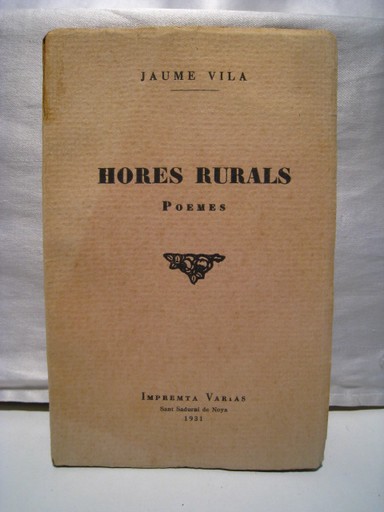 JAUME VILA
HORES RURALS
POEMES
IMPREMTA VARIAS
Sant Sadurní de Noya
1931